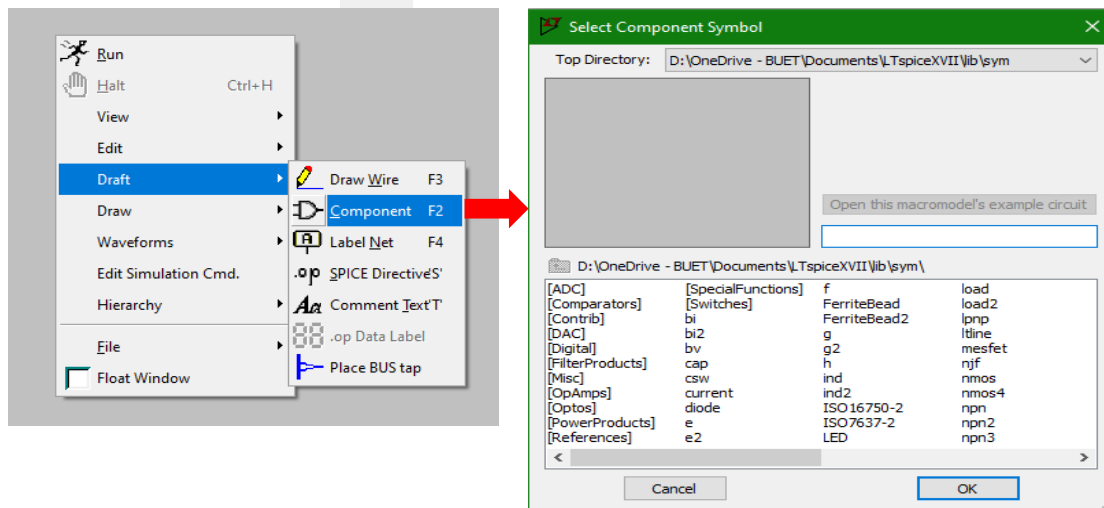 Run
Halt Ctrl+H
View
Edit
Draft
Draw
Waveforms
Edit Simulation Cmd.
Hierarchy
File
Float Window
Draw Wire F3
Component F2
A Label Net F4
.op SPICE Directive'S'
Aa Comment Text'T'
88 .op Data Label
Place BUS tap
Select Component Symbol
Top Directory: D:\OneDrive - BUET\Documents\LTspiceXVII\lib\sym
Open this macromodel's example circuit
D:\OneDrive - BUET\Documents\LTspiceXVII\lib\sym\
[ADC] [SpecialFunctions] f load
[Comparators] [Switches] FerriteBead load2
[Contrib] bi FerriteBead2 lpnp
[DAC] bi2 g ltline
[Digital] bv g2 mesfet
[FilterProducts] cap h njf
[Misc] csw ind nmos
[OpAmps] current ind2 nmos4
[Optos] diode ISO16750-2 npn
[PowerProducts] e ISO7637-2 npn2
[References] e2 LED npn3
Cancel OK